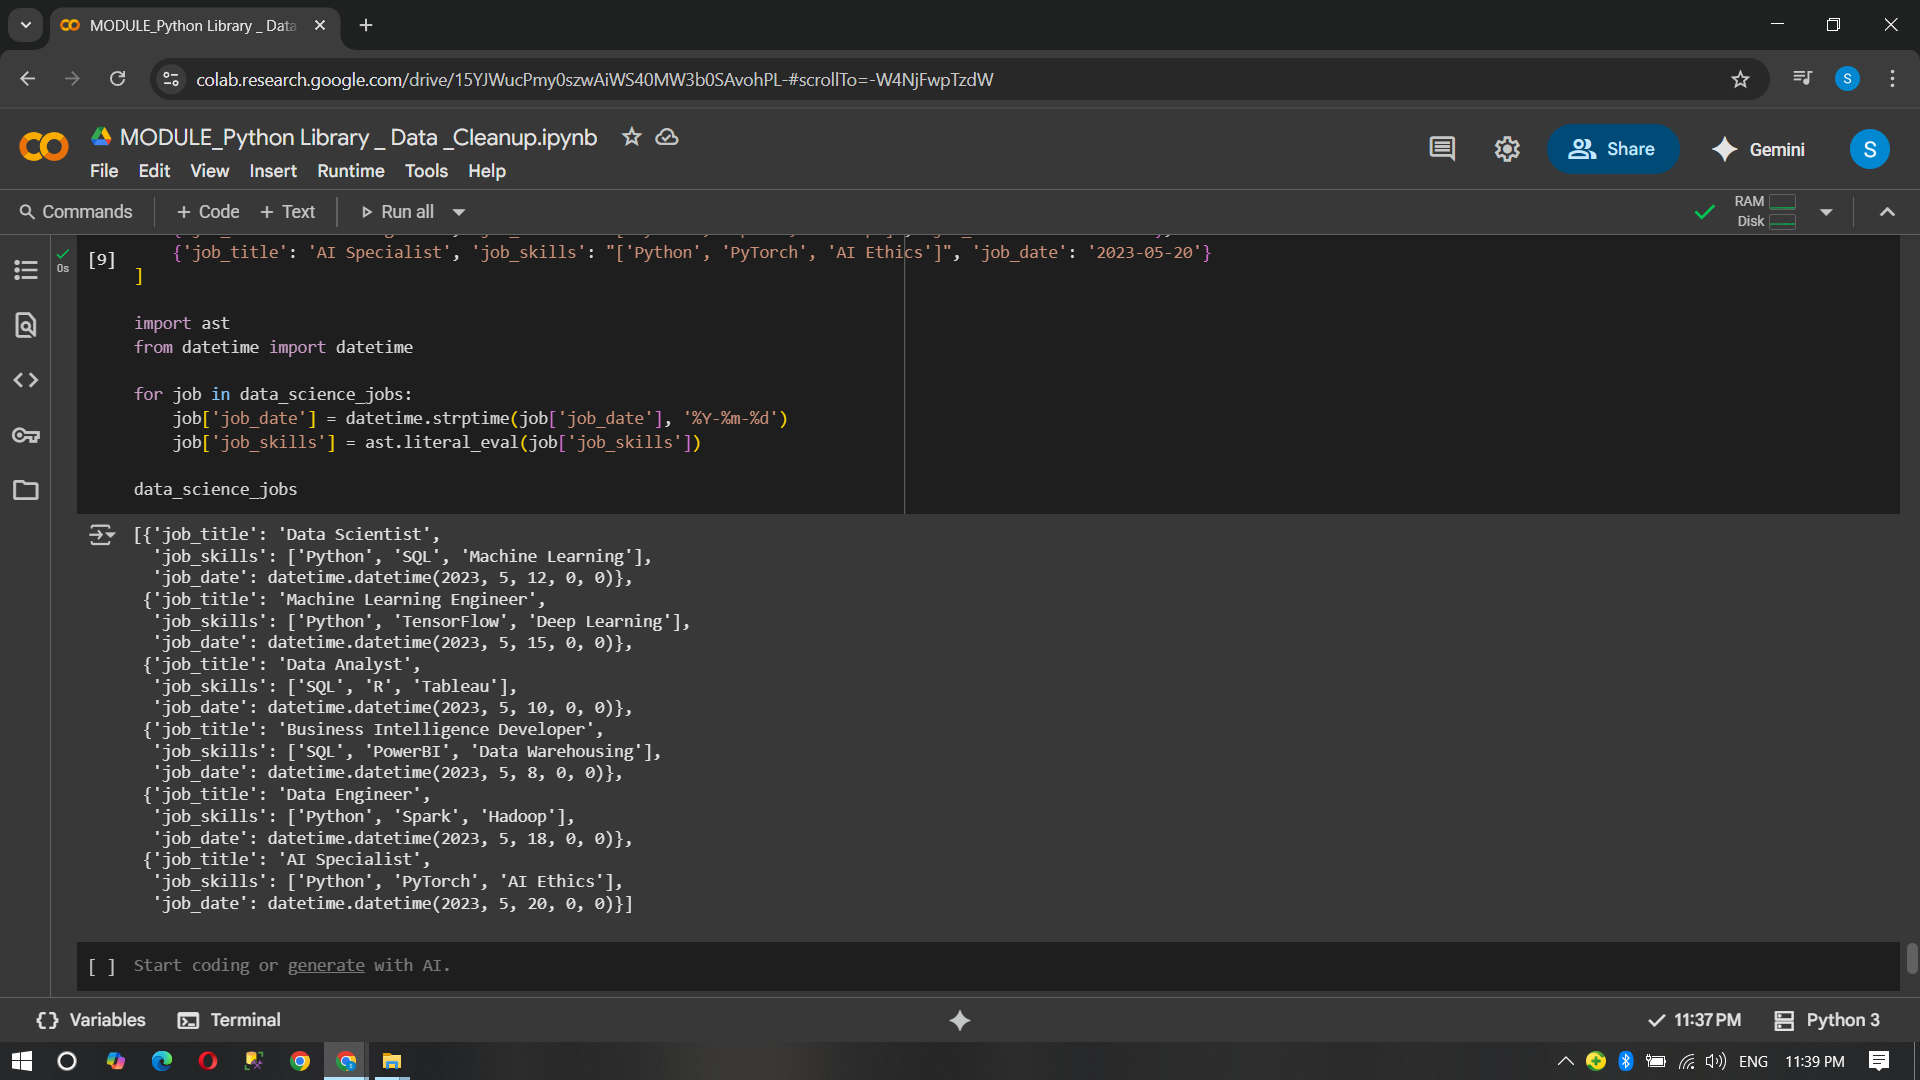 MODULE_Python Library _ Data
colab.research.google.com/drive/15YJWucPmy0szwAiWS40MW3b0SAvohPL-#scrollTo=-W4NjFwpTzdW
S
MODULE_Python Library _ Data _Cleanup.ipynb
File Edit View Insert Runtime Tools Help
Share
Gemini
S
Commands + Code + Text Run all
RAM
Disk
0s
[9] {'job_title': 'AI Specialist', 'job_skills': "['Python', 'PyTorch', 'AI Ethics']", 'job_date': '2023-05-20'}
]
import ast
from datetime import datetime
for job in data_science_jobs:
job['job_date'] = datetime.strptime(job['job_date'], '%Y-%m-%d')
job['job_skills'] = ast.literal_eval(job['job_skills'])
data_science_jobs
[{'job_title': 'Data Scientist',
'job_skills': ['Python', 'SQL', 'Machine Learning'],
'job_date': datetime.datetime(2023, 5, 12, 0, 0)},
{'job_title': 'Machine Learning Engineer',
'job_skills': ['Python', 'TensorFlow', 'Deep Learning'],
'job_date': datetime.datetime(2023, 5, 15, 0, 0)},
{'job_title': 'Data Analyst',
'job_skills': ['SQL', 'R', 'Tableau'],
'job_date': datetime.datetime(2023, 5, 10, 0, 0)},
{'job_title': 'Business Intelligence Developer',
'job_skills': ['SQL', 'PowerBI', 'Data Warehousing'],
'job_date': datetime.datetime(2023, 5, 8, 0, 0)},
{'job_title': 'Data Engineer',
'job_skills': ['Python', 'Spark', 'Hadoop'],
'job_date': datetime.datetime(2023, 5, 18, 0, 0)},
{'job_title': 'AI Specialist',
'job_skills': ['Python', 'PyTorch', 'AI Ethics'],
'job_date': datetime.datetime(2023, 5, 20, 0, 0)}]
[ ] Start coding or generate with AI.
{} Variables Terminal
11:37 PM Python 3
ENG 11:39 PM